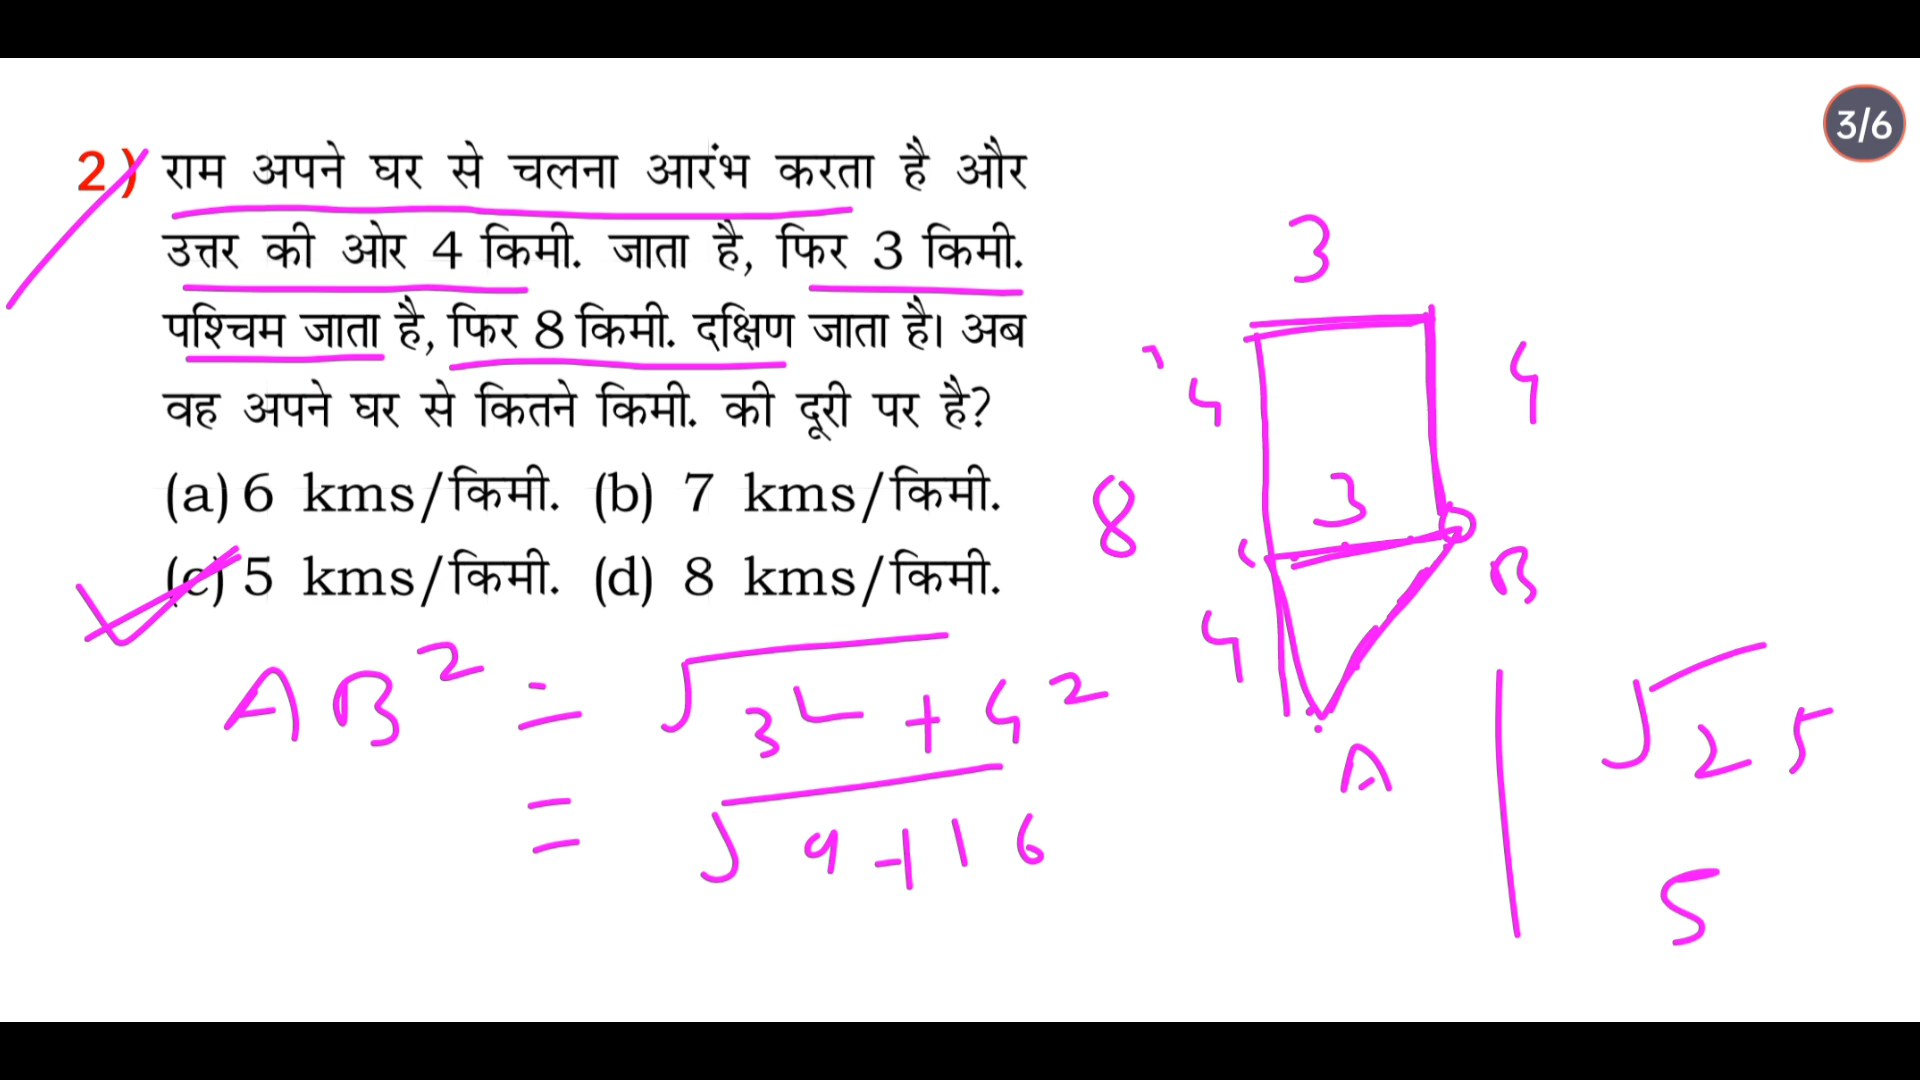 3/6
2) राम अपने घर से चलना आरंभ करता है और
उत्तर की ओर 4 किमी. जाता है, फिर 3 किमी.
पश्चिम जाता है, फिर 8 किमी. दक्षिण जाता है। अब
वह अपने घर से कितने किमी. की दूरी पर है?
(a) 6 kms/किमी. (b) 7 kms/किमी.
(c) 5 kms/किमी. (d) 8 kms/किमी.
3
4
4
8
3
B
4
A
AB² = √3² + 4²
= √9+16
√25
5